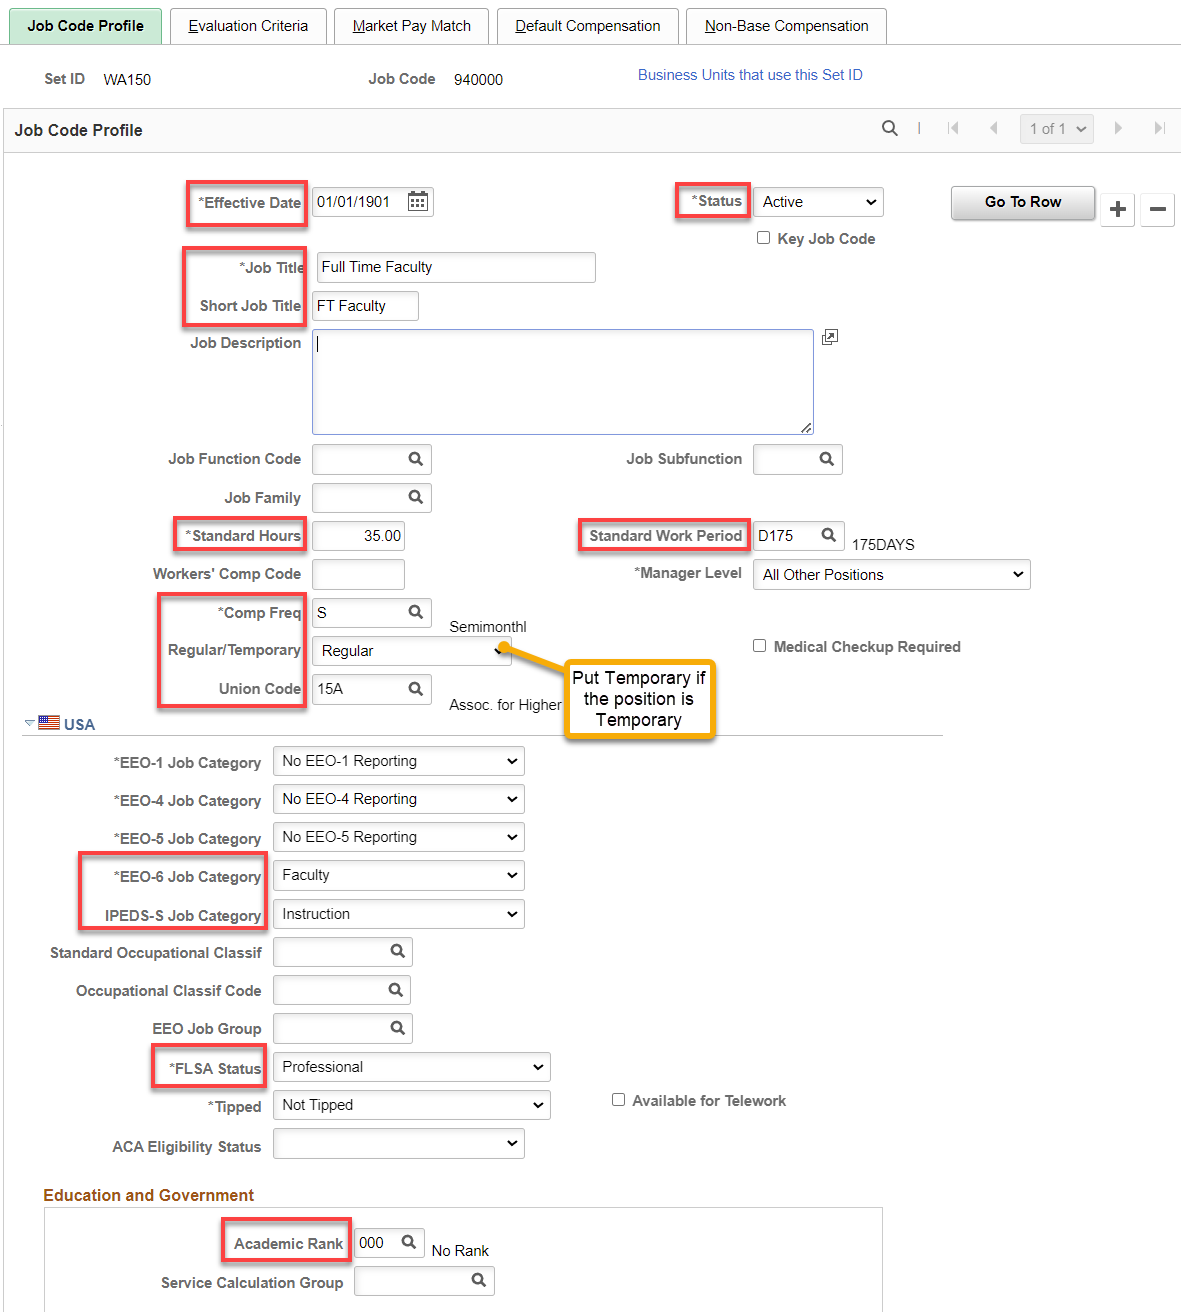 Job Code Profile Evaluation Criteria Market Pay Match Default Compensation Non-Base Compensation
Set ID WA150 Job Code 940000 Business Units that use this Set ID
Job Code Profile 1 of 1
*Effective Date 01/01/1901 *Status Active Go To Row
Key Job Code
*Job Title Full Time Faculty
Short Job Title FT Faculty
Job Description
Job Function Code Job Subfunction
Job Family
*Standard Hours 35.00 Standard Work Period D175 175DAYS
Workers' Comp Code *Manager Level All Other Positions
*Comp Freq S Semimonthl
Regular/Temporary Regular Medical Checkup Required
Union Code 15A Assoc. for Higher
Put Temporary if
the position is
Temporary
USA
*EEO-1 Job Category No EEO-1 Reporting
*EEO-4 Job Category No EEO-4 Reporting
*EEO-5 Job Category No EEO-5 Reporting
*EEO-6 Job Category Faculty
IPEDS-S Job Category Instruction
Standard Occupational Classif
Occupational Classif Code
EEO Job Group
*FLSA Status Professional
*Tipped Not Tipped Available for Telework
ACA Eligibility Status
Education and Government
Academic Rank 000 No Rank
Service Calculation Group